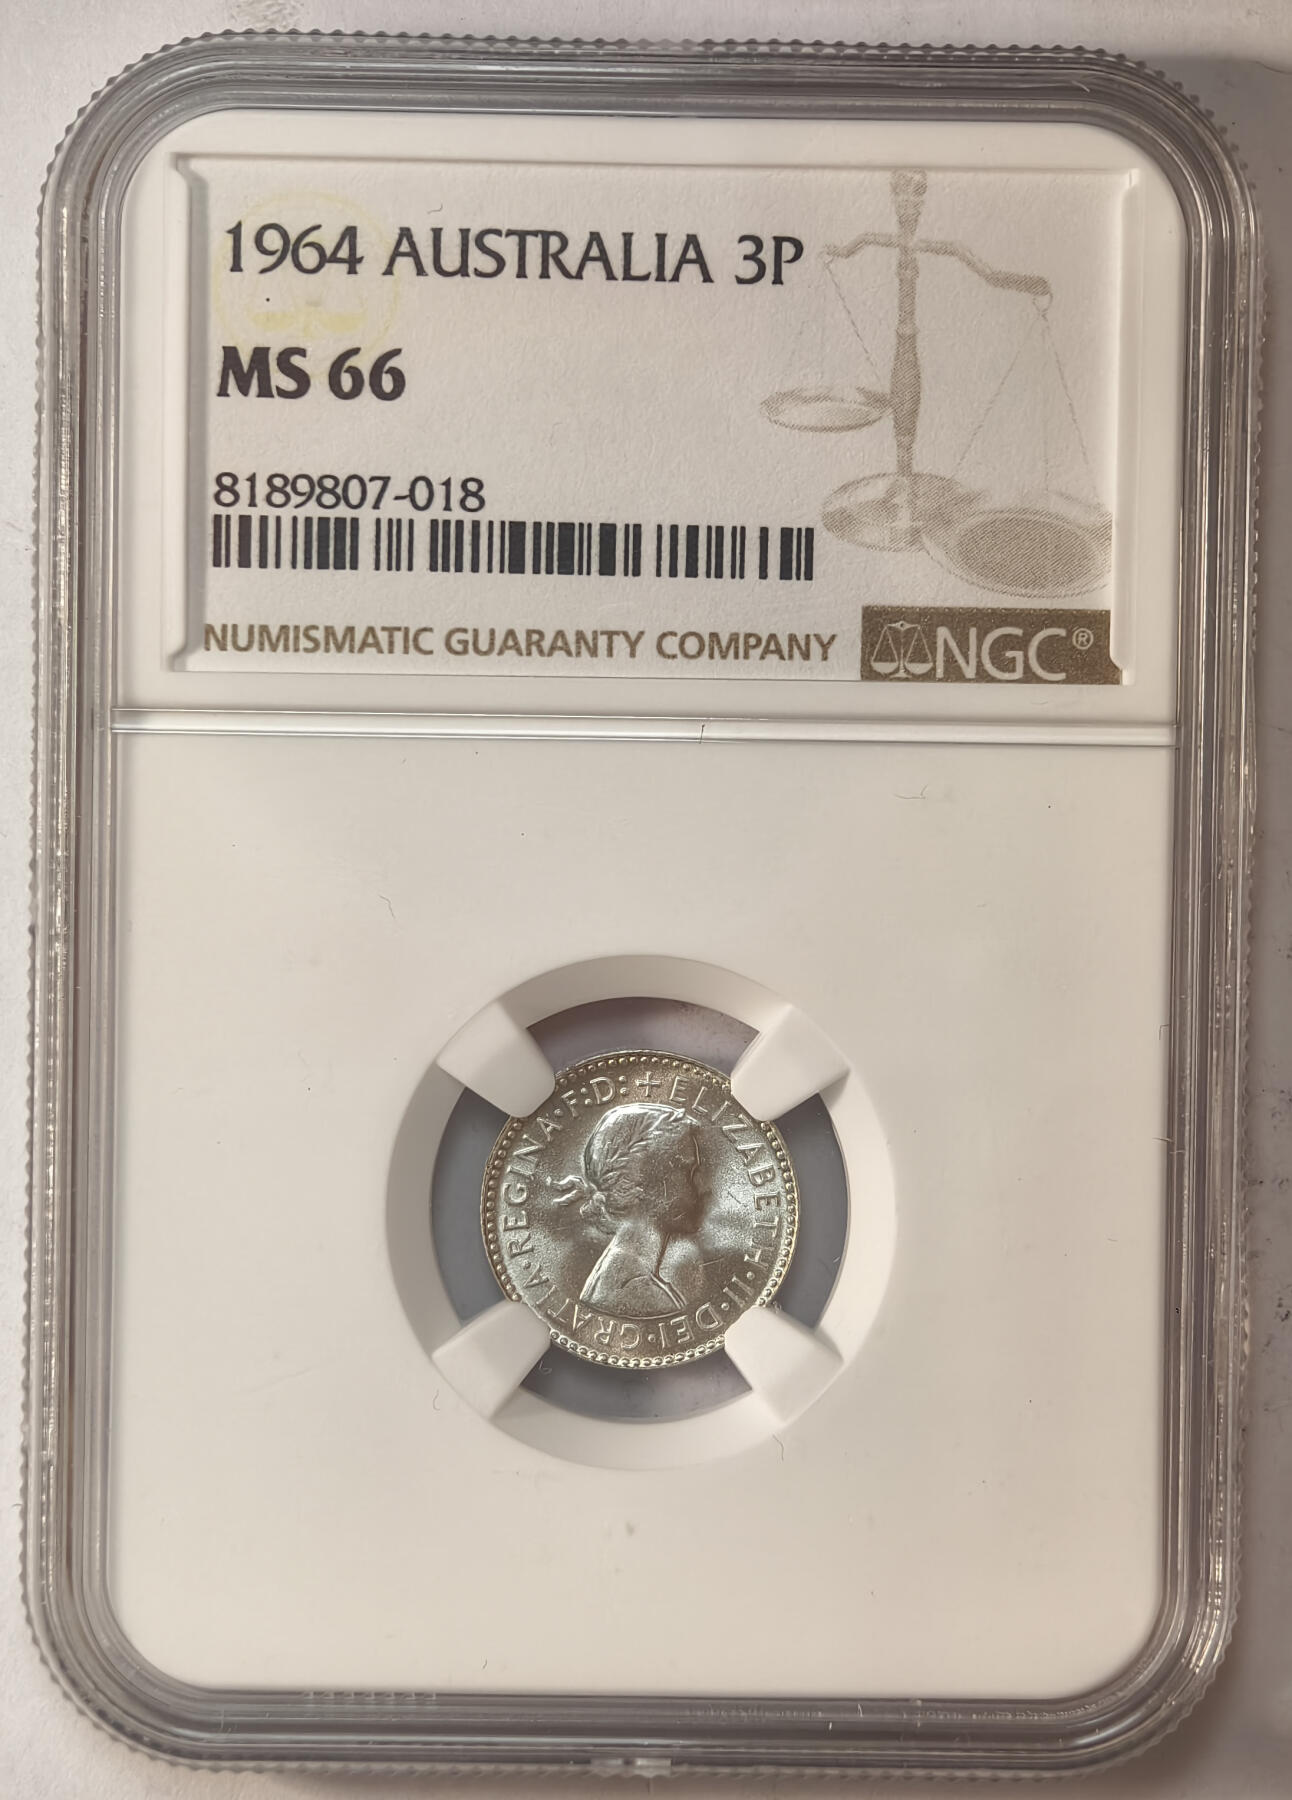 1964 AUSTRALIA 3P
MS 66
8189807-018
NUMISMATIC GUARANTY COMPANY
NGC®
+ ELIZABETH·II·DEI·GRATIA·REGINA·F:D: